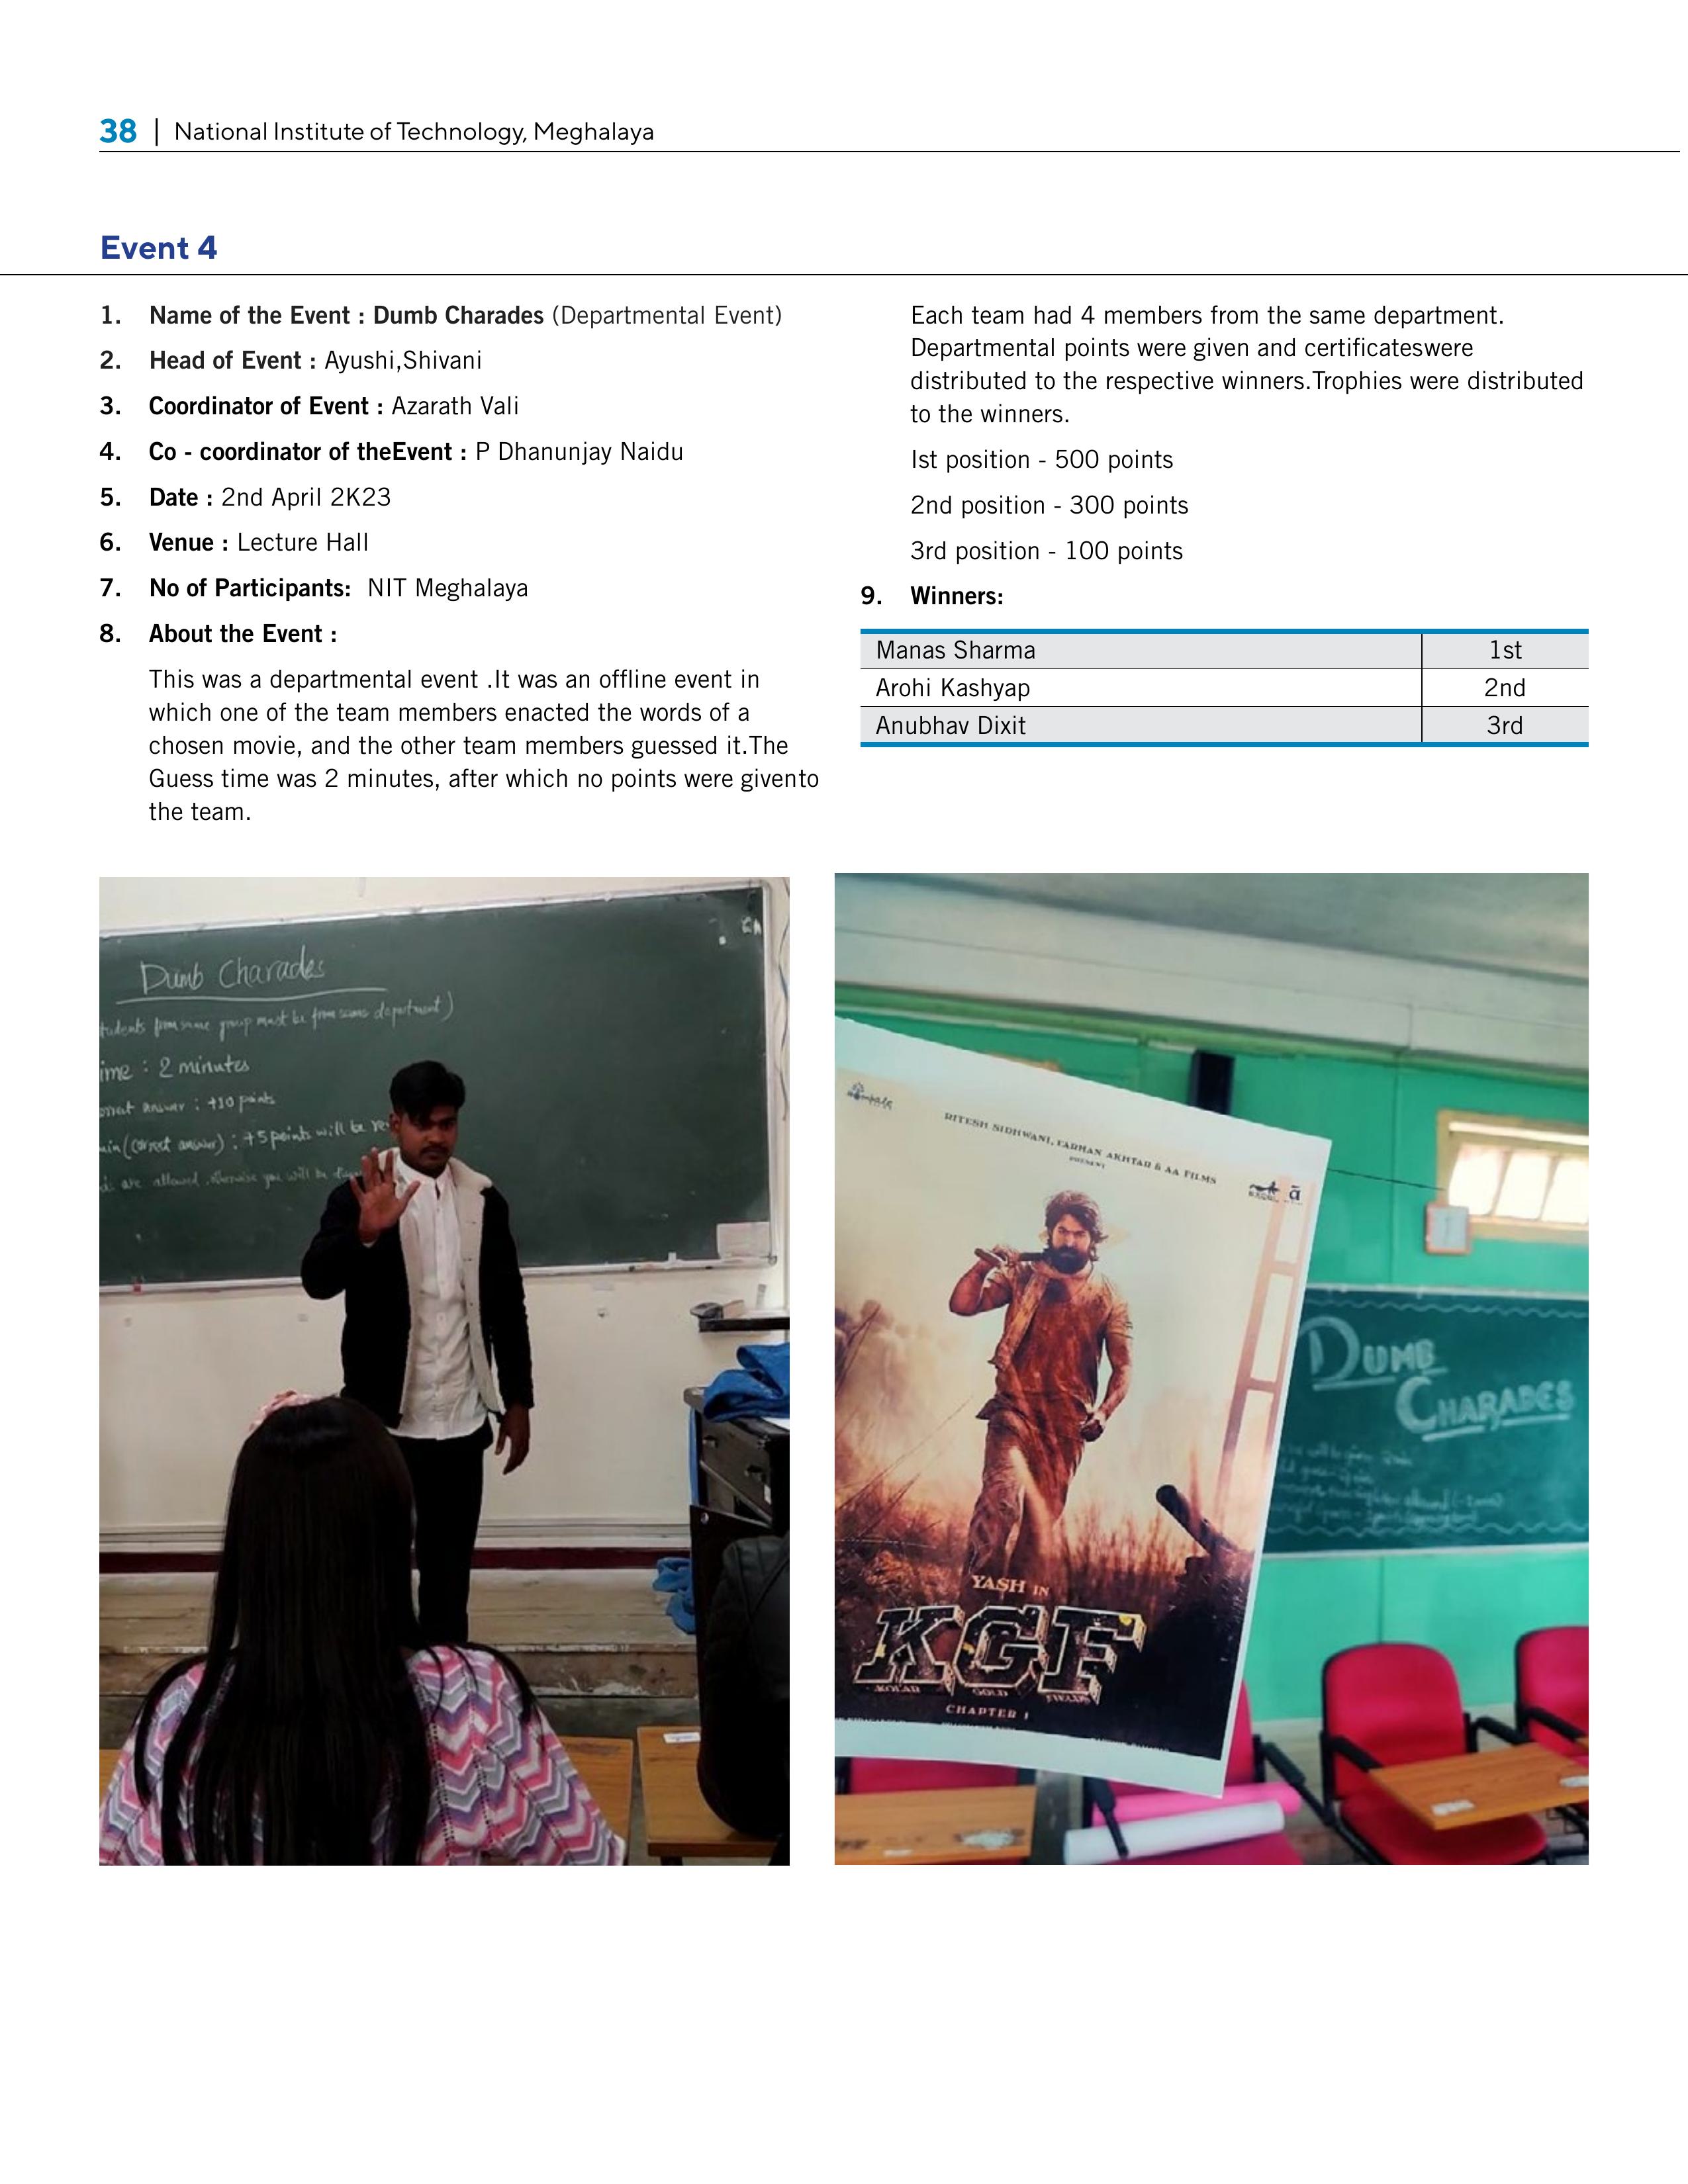 38 | National Institute of Technology, Meghalaya
Event 4
1. Name of the Event : Dumb Charades (Departmental Event)
2. Head of Event : Ayushi,Shivani
3. Coordinator of Event : Azarath Vali
4. Co - coordinator of theEvent : P Dhanunjay Naidu
5. Date : 2nd April 2K23
6. Venue : Lecture Hall
7. No of Participants: NIT Meghalaya
8. About the Event :
This was a departmental event .It was an offline event in
which one of the team members enacted the words of a
chosen movie, and the other team members guessed it.The
Guess time was 2 minutes, after which no points were givento
the team.
Each team had 4 members from the same department.
Departmental points were given and certificateswere
distributed to the respective winners.Trophies were distributed
to the winners.
Ist position - 500 points
2nd position - 300 points
3rd position - 100 points
9. Winners:
Manas Sharma 1st
Arohi Kashyap 2nd
Anubhav Dixit 3rd
Dumb Charades
tudents from same group must be from same department)
ime : 2 minutes
orrect answer : +10 points
min (correct answer) : +5 points will be
are allowed otherwise you will be
RITESH SIDHWANI, FARHAN AKHTAR & AA FILMS
PRESENT
YASH IN
KGF
KOLAR GOLD FIELDS
CHAPTER 1
DUMB
CHARADES